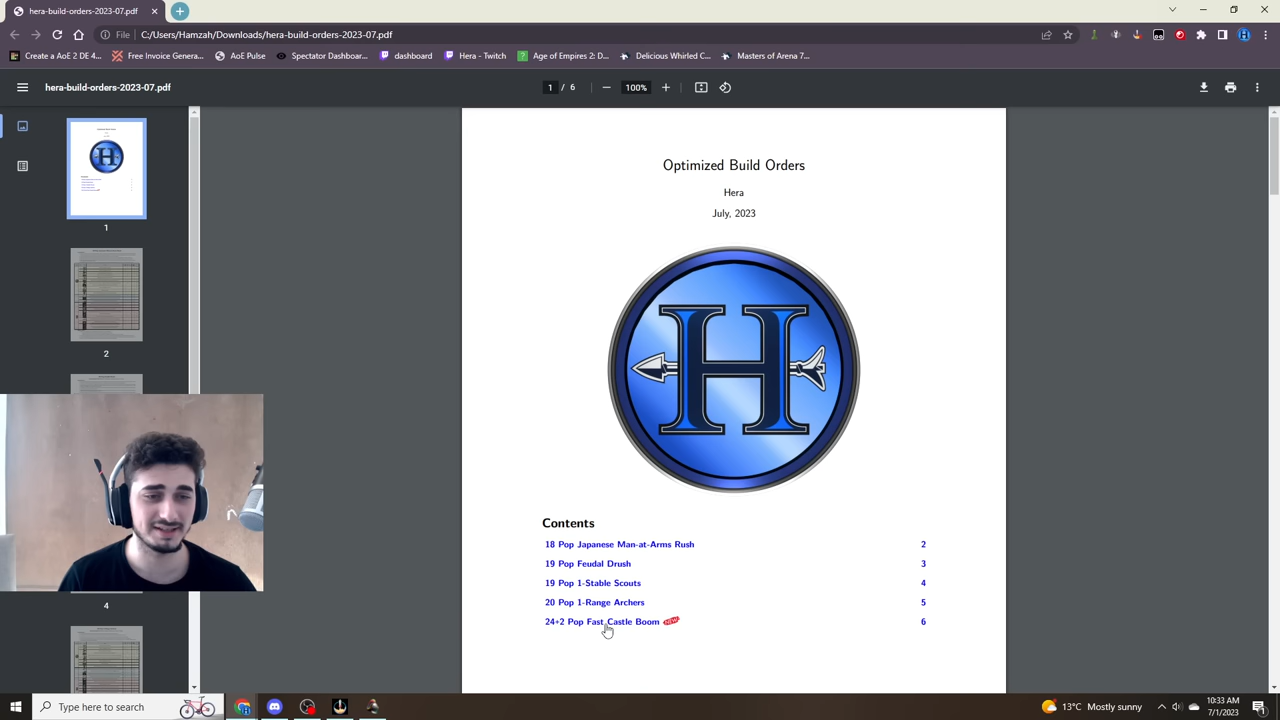 hera-build-orders-2023-07.pdf
File
C:/Users/Hamzah/Downloads/hera-build-orders-2023-07.pdf
Create a AoE 2 DE 4...
Free Invoice Genera...
AoE Pulse
Spectator Dashboar...
dashboard
Hera - Twitch
Age of Empires 2: D...
Delicious Whirled C...
Masters of Arena 7...
hera-build-orders-2023-07.pdf
1 / 6
100%
1
2
4
Optimized Build Orders
Hera
July, 2023
H
Contents
18 Pop Japanese Man-at-Arms Rush 2
19 Pop Feudal Drush 3
19 Pop 1-Stable Scouts 4
20 Pop 1-Range Archers 5
24+2 Pop Fast Castle Boom NEW 6
Type here to search
13°C Mostly sunny
10:33 AM
7/1/2023